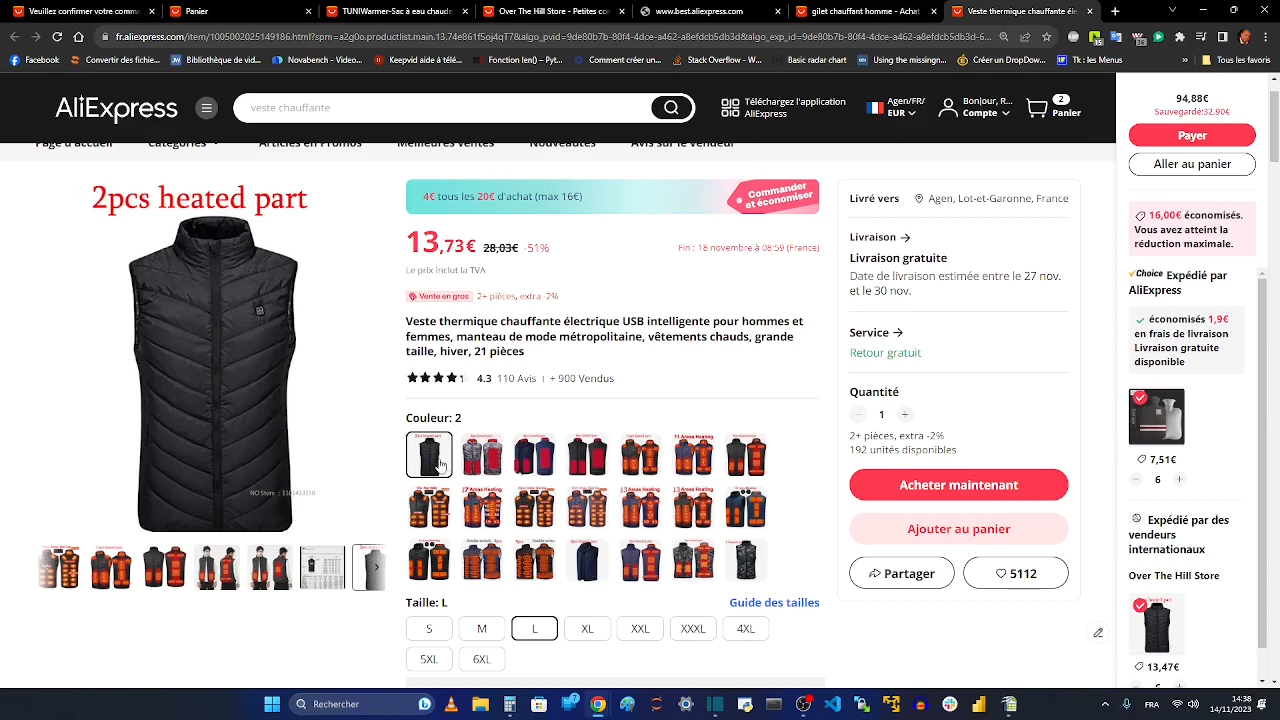 Veuillez confirmer votre comma
Panier
TUNIWarmer-Sac à eau chaude
Over The Hill Store - Petites co
www.bestaliexpress.com
gilet chauffant homme - Achet
Veste thermique chauffante éle
fr.aliexpress.com/item/1005002025149186.html?spm=a2g0o.productlist.main.13.74e861f5oj4qT7&algo_pvid=9de80b7b-80f4-4dce-a462-a8efdcb5db3d&algo_exp_id=9de80b7b-80f4-4dce-a462-a8efdcb5db3d-6...
Facebook
Convertir des fichie...
Bibliothèque de vid...
Novabench - Video...
Keepvid aide à télé...
Fonction len() – Pyt...
Comment créer un...
Stack Overflow - W...
Basic radar chart
Using the missingn...
Créer un DropDow...
Tk: les Menus
Tous les favoris
AliExpress
veste chauffante
Télécharger l'application
AliExpress
Agen/FR/
EUR
Bonjour, J...
Compte
2
Panier
Page d'accueil
Catégories
Articles en Promos
Meilleures ventes
Nouveautés
Avis sur le vendeur
2pcs heated part
4€ tous les 20€ d'achat (max 16€)
Commander
et économiser
13,73€ 28,03€ -51%
Fin : 18 novembre à 08:59 (France)
Le prix inclut la TVA
Vente en gros
2+ pièces, extra -2%
Veste thermique chauffante électrique USB intelligente pour hommes et
femmes, manteau de mode métropolitaine, vêtements chauds, grande
taille, hiver, 21 pièces
4.3 110 Avis + 900 Vendus
Couleur: 2
Taille: L
Guide des tailles
S
M
L
XL
XXL
XXXL
4XL
5XL
6XL
Livré vers
Agen, Lot-et-Garonne, France
Livraison
Livraison gratuite
Date de livraison estimée entre le 27 nov.
et le 30 nov.
Service
Retour gratuit
Quantité
1
2+ pièces, extra -2%
192 unités disponibles
Acheter maintenant
Ajouter au panier
Partager
5112
94,88€
Sauvegardé:32,90€
Payer
Aller au panier
16,00€ économisés.
Vous avez atteint la
réduction maximale.
Choice Expédié par
AliExpress
économisés 1,9€
en frais de livraison
Livraison gratuite
disponible
7,51€
6
Expédié par des
vendeurs
internationaux
Over The Hill Store
13,47€
Rechercher
FRA
14:38
14/11/2023